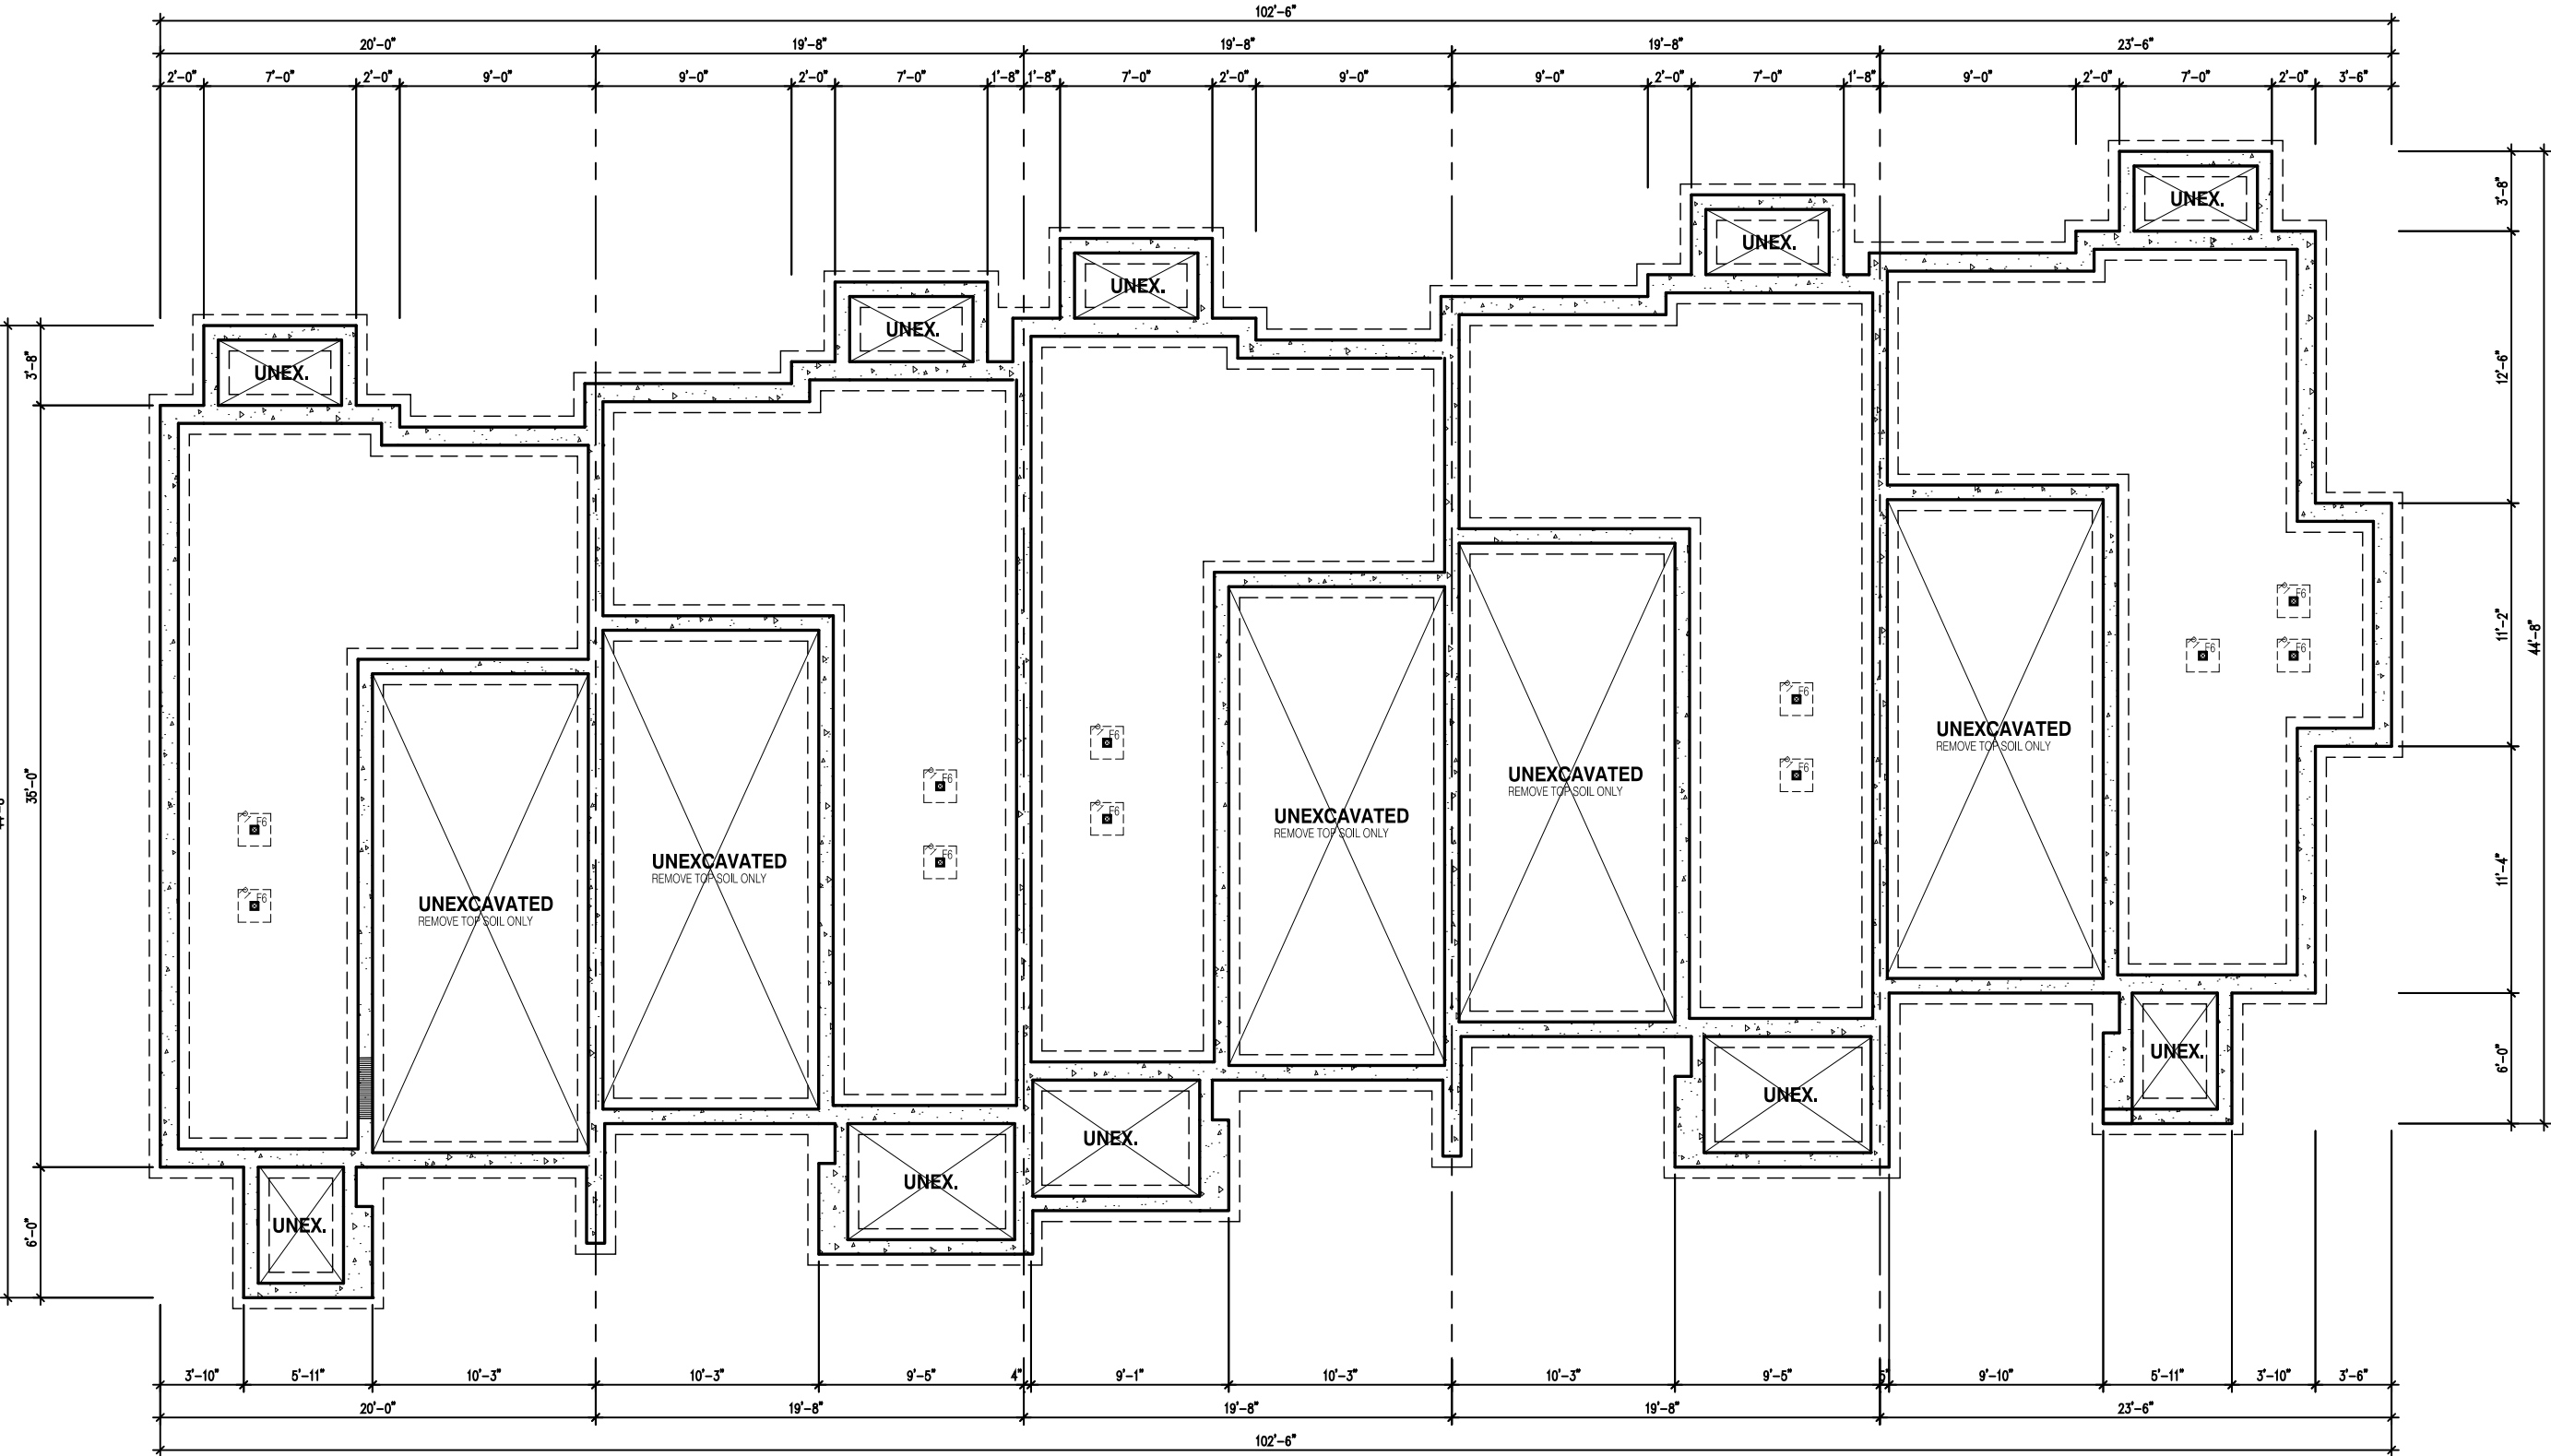 102'-6"
20'-0" 19'-8" 19'-8" 19'-8" 23'-6"
2'-0" 7'-0" 2'-0" 9'-0" 9'-0" 2'-0" 7'-0" 1'-8" 1'-8" 7'-0" 2'-0" 9'-0" 9'-0" 2'-0" 7'-0" 1'-8" 9'-0" 2'-0" 7'-0" 2'-0" 3'-6"
UNEX.
3'-8"
UNEX.
UNEX.
UNEX.
3'-8"
UNEX.
12'-6"
F6
11'-2"
44'-8"
F6
F6
F6
F6
F6
F6
F6
F6
F6
F6
UNEXCAVATED
REMOVE TOP SOIL ONLY
UNEXCAVATED
REMOVE TOP SOIL ONLY
35'-0"
UNEXCAVATED
REMOVE TOP SOIL ONLY
UNEXCAVATED
REMOVE TOP SOIL ONLY
11'-4"
UNEXCAVATED
REMOVE TOP SOIL ONLY
UNEX.
6'-0"
UNEX.
UNEX.
UNEX.
UNEX.
6'-0"
3'-10" 5'-11" 10'-3" 10'-3" 9'-5" 4" 9'-1" 10'-3" 10'-3" 9'-5" 9'-10" 5'-11" 3'-10" 3'-6"
20'-0" 19'-8" 19'-8" 19'-8" 23'-6"
102'-6"